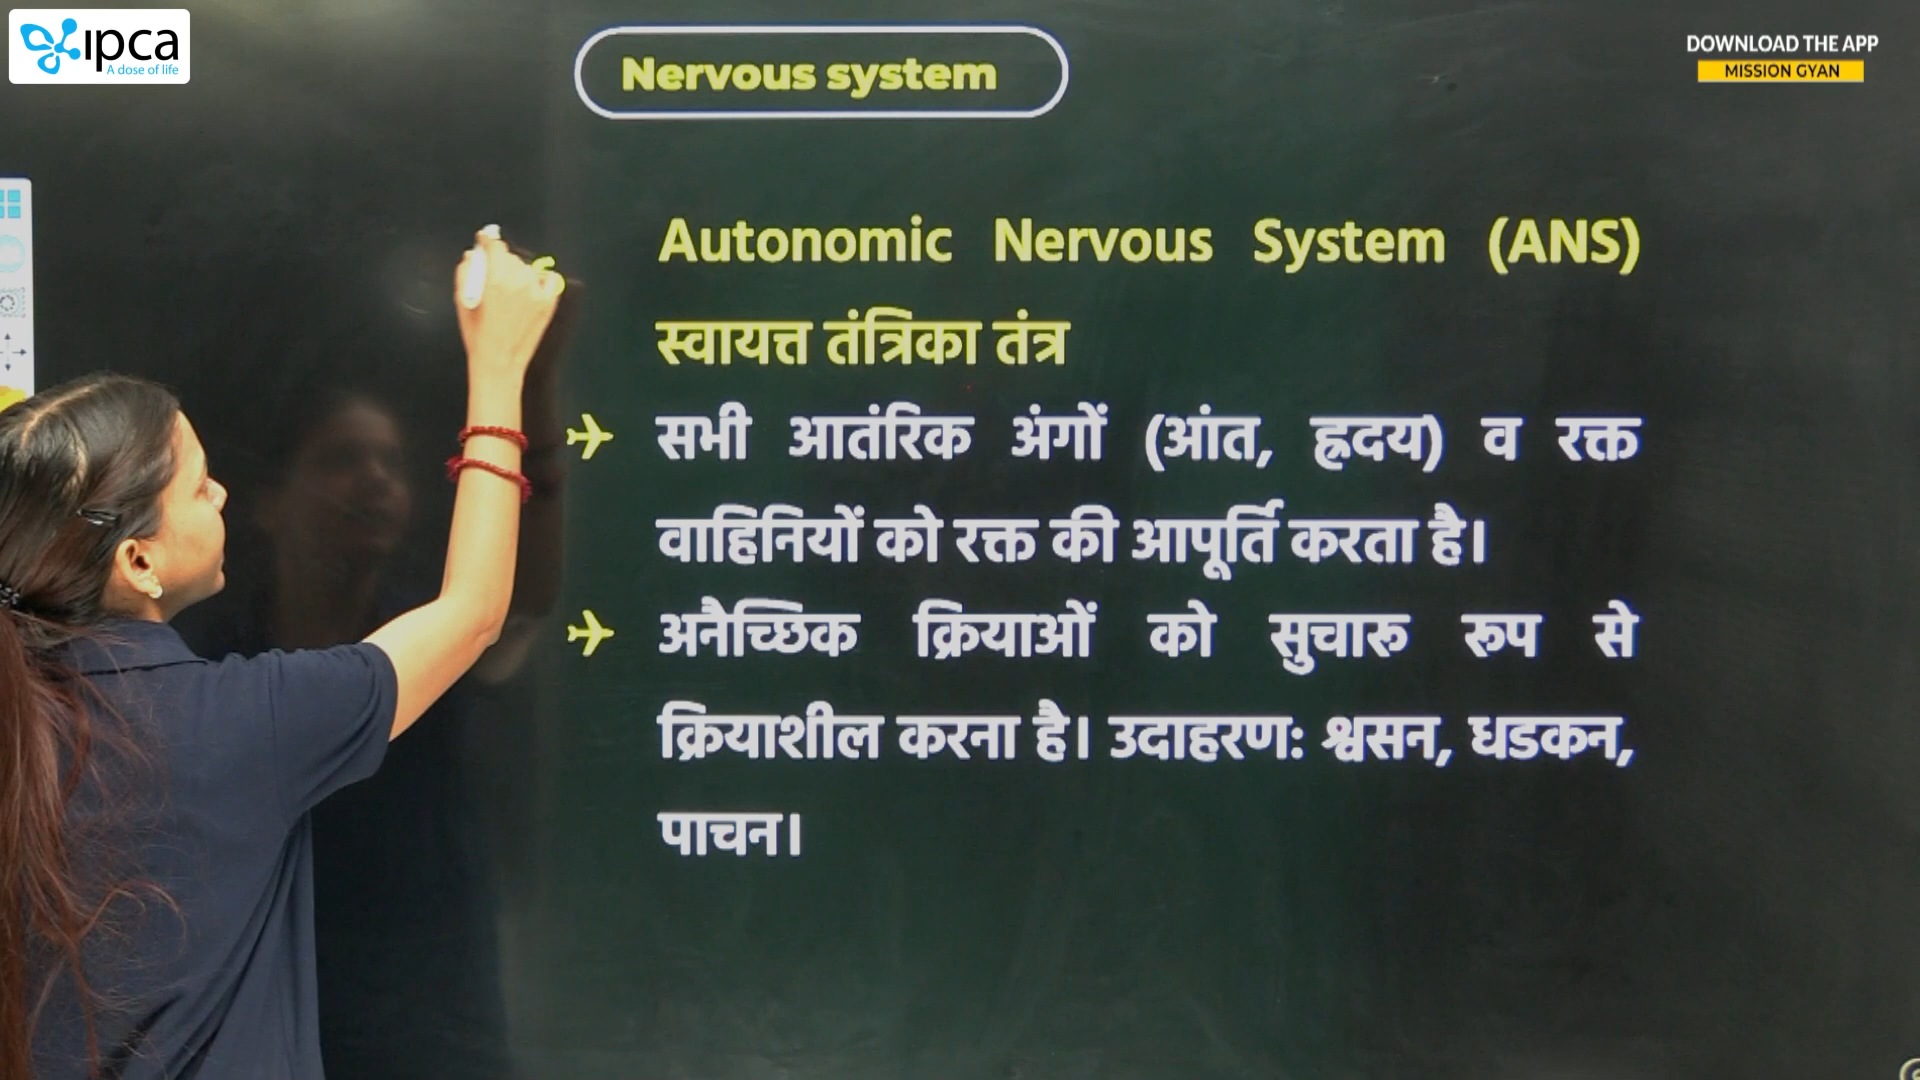 ipca
A dose of life
Nervous system
DOWNLOAD THE APP
MISSION GYAN
Autonomic Nervous System (ANS)
स्वायत्त तंत्रिका तंत्र
सभी आतंरिक अंगों (आंत, ह्रदय) व रक्त
वाहिनियों को रक्त की आपूर्ति करता है।
अनैच्छिक क्रियाओं को सुचारू रूप से
क्रियाशील करना है। उदाहरण: श्वसन, धडकन,
पाचन।